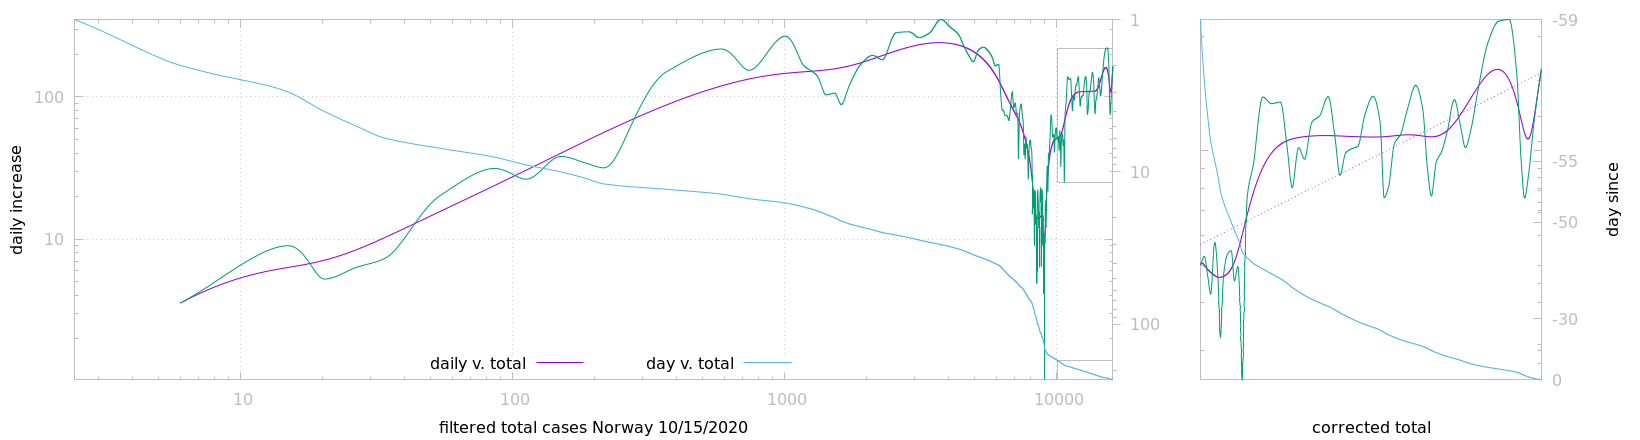 1
-59
100
-55
10
-50
10
daily increase
day since
100
-30
daily v. total
day v. total
0
10
100
1000
10000
filtered total cases Norway 10/15/2020
corrected total